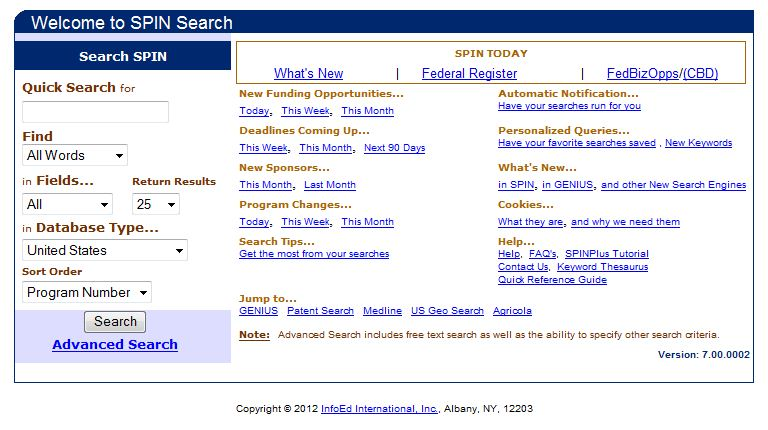 Welcome to SPIN Search
Search SPIN
Quick Search for
Find
All Words
in Fields... Return Results
All 25
in Database Type...
United States
Sort Order
Program Number
Search
Advanced Search
SPIN TODAY
What's New | Federal Register | FedBizOpps/(CBD)
New Funding Opportunities...
Today, This Week, This Month
Deadlines Coming Up...
This Week, This Month, Next 90 Days
New Sponsors...
This Month, Last Month
Program Changes...
Today, This Week, This Month
Search Tips...
Get the most from your searches
Automatic Notification...
Have your searches run for you
Personalized Queries...
Have your favorite searches saved , New Keywords
What's New...
in SPIN, in GENIUS, and other New Search Engines
Cookies...
What they are, and why we need them
Help...
Help, FAQ's, SPINPlus Tutorial
Contact Us, Keyword Thesaurus
Quick Reference Guide
Jump to...
GENIUS Patent Search Medline US Geo Search Agricola
Note: Advanced Search includes free text search as well as the ability to specify other search criteria.
Version: 7.00.0002
Copyright © 2012 InfoEd International, Inc., Albany, NY, 12203